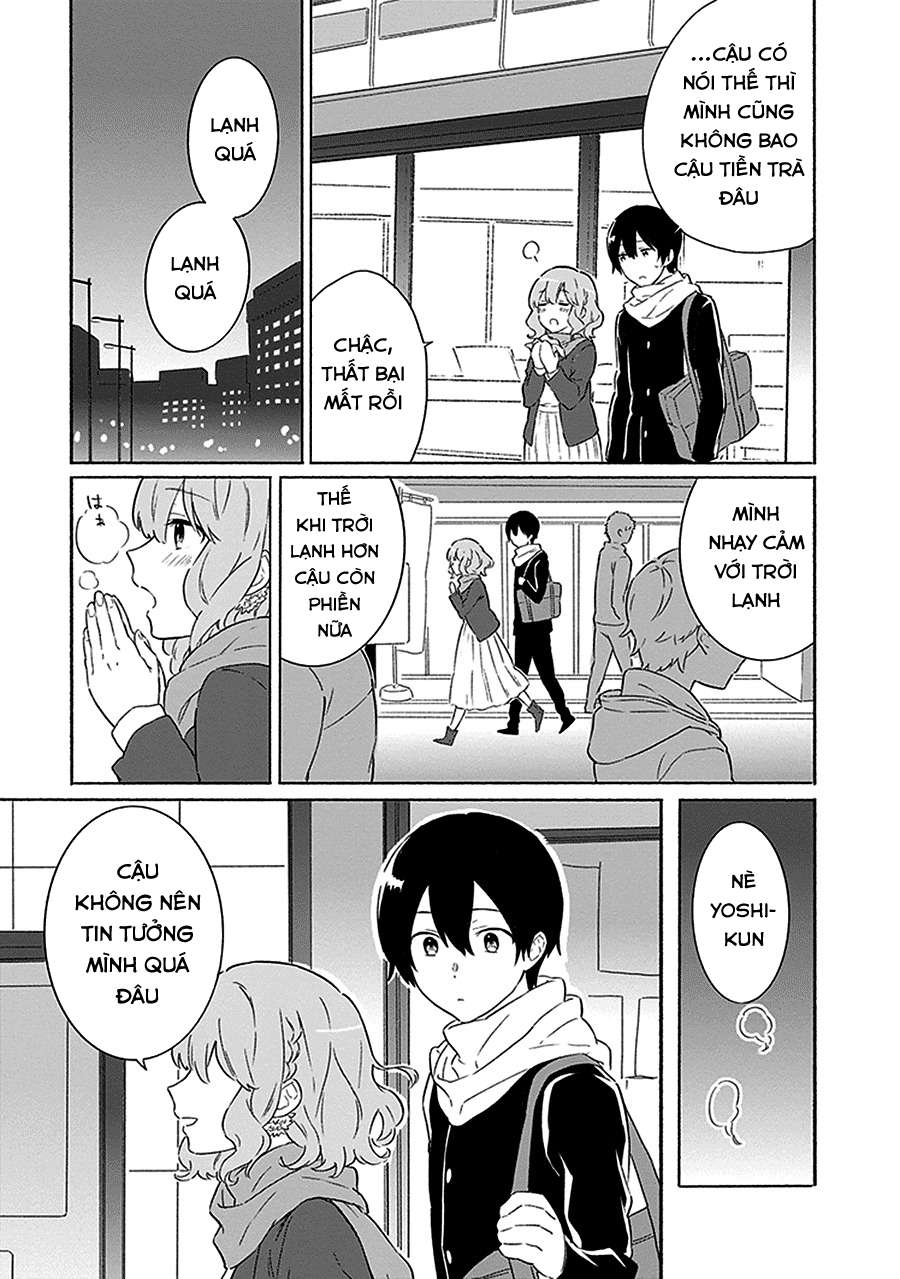 ...CẬU CÓ
NÓI THẾ THÌ
MÌNH CŨNG
KHÔNG BAO
CẬU TIỀN TRÀ
ĐÂU
CHẬC,
THẤT BẠI
MẤT RỒI
LẠNH
QUÁ
LẠNH
QUÁ
MÌNH
NHẠY CẢM
VỚI TRỜI
LẠNH
THẾ
KHI TRỜI
LẠNH HƠN
CẬU CÒN
PHIỀN
NỮA
はぁ
NÈ
YOSHI-
KUN
CẬU
KHÔNG NÊN
TIN TƯỞNG
MÌNH QUÁ
ĐÂU